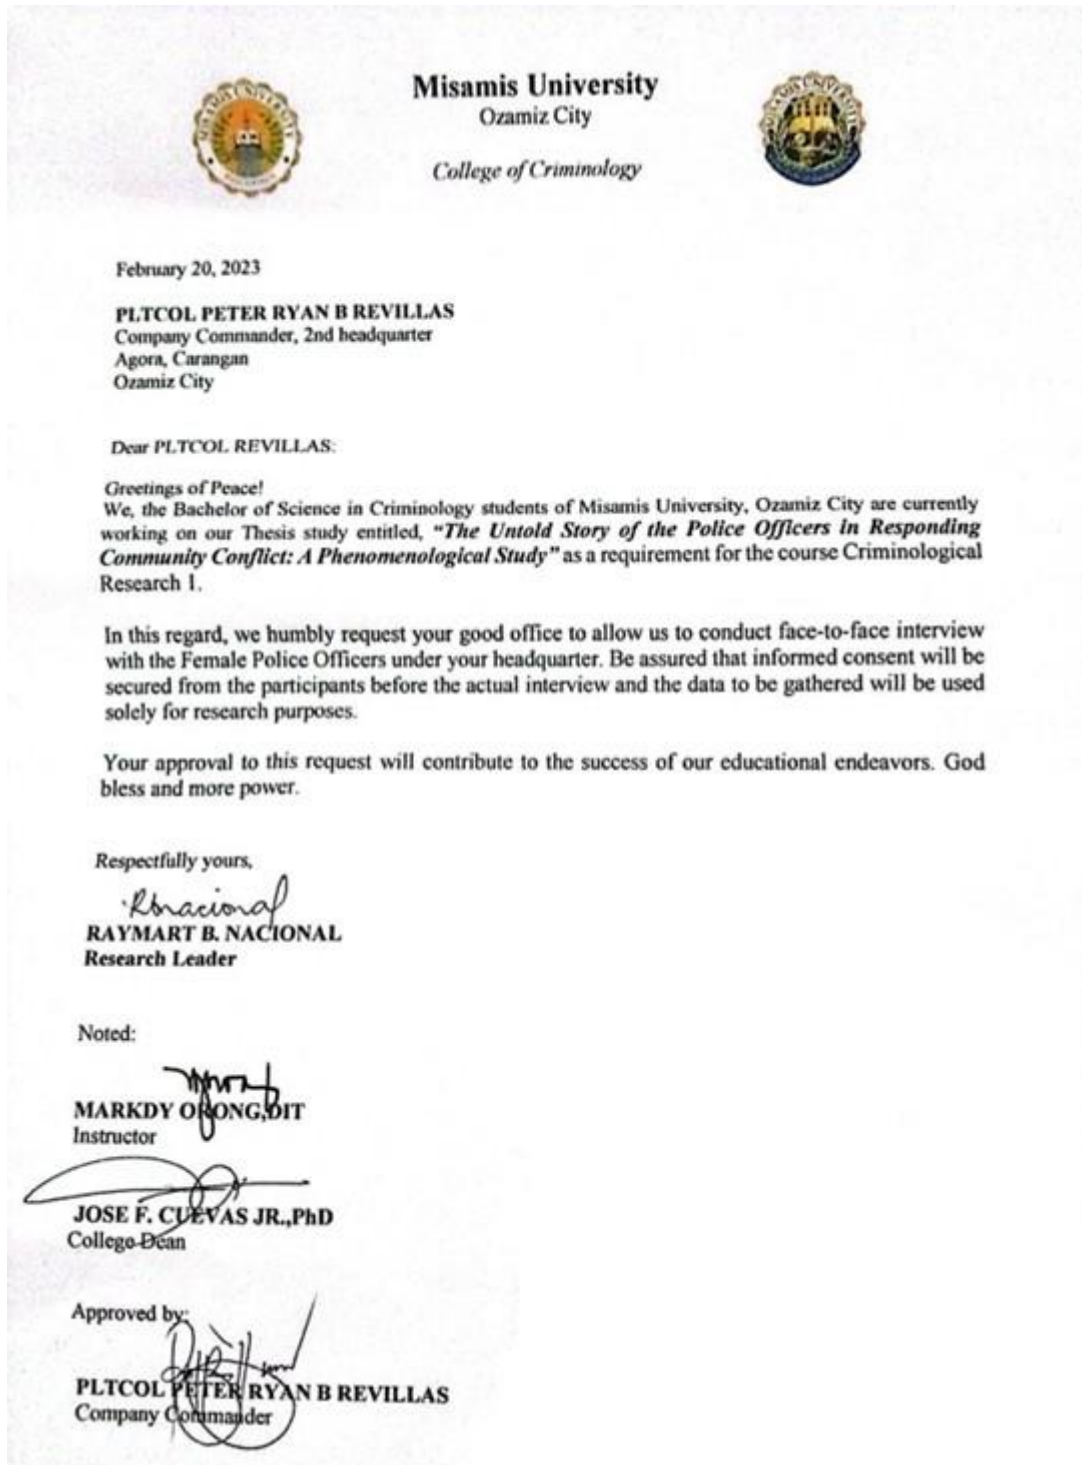 Misamis University
Ozamiz City
College of Criminology
MISAMIS UNIVERSITY
MISAMIS UNIVERSITY
February 20, 2023
PLTCOL PETER RYAN B REVILLAS
Company Commander, 2nd headquarter
Agora, Carangan
Ozamiz City
Dear PLTCOL REVILLAS:
Greetings of Peace!
We, the Bachelor of Science in Criminology students of Misamis University, Ozamiz City are currently
working on our Thesis study entitled, "The Untold Story of the Police Officers in Responding
Community Conflict: A Phenomenological Study" as a requirement for the course Criminological
Research 1.
In this regard, we humbly request your good office to allow us to conduct face-to-face interview
with the Female Police Officers under your headquarter. Be assured that informed consent will be
secured from the participants before the actual interview and the data to be gathered will be used
solely for research purposes.
Your approval to this request will contribute to the success of our educational endeavors. God
bless and more power.
Respectfully yours,
Rbnacional
RAYMART B. NACIONAL
Research Leader
Noted:
MARKDY ORONG,DIT
Instructor
JOSE F. CUEVAS JR.,PhD
College Dean
Approved by:
PLTCOL PETER RYAN B REVILLAS
Company Commander